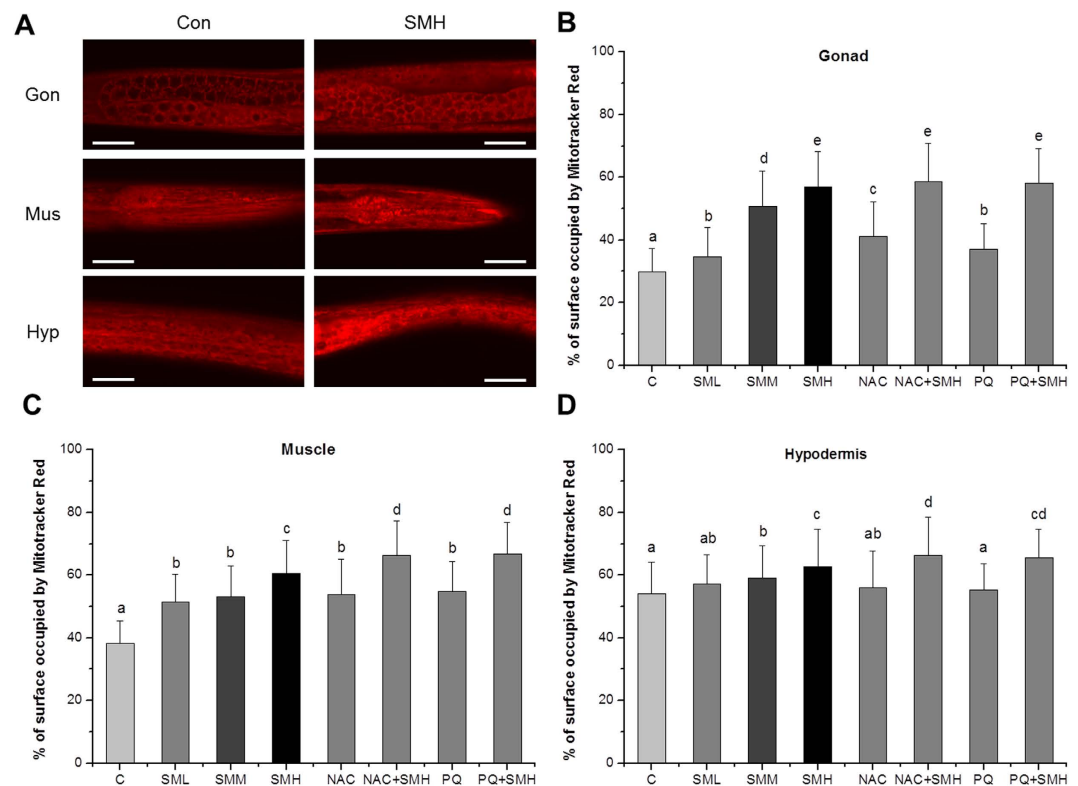 A
Con
SMH
Gon
Mus
Hyp
B
Gonad
% of surface occupied by Mitotracker Red
100
80
60
40
20
0
a
b
d
e
c
e
b
e
C
SML
SMM
SMH
NAC
NAC+SMH
PQ
PQ+SMH
C
Muscle
% of surface occupied by Mitotracker Red
100
80
60
40
20
0
a
b
b
c
b
d
b
d
C
SML
SMM
SMH
NAC
NAC+SMH
PQ
PQ+SMH
D
Hypodermis
% of surface occupied by Mitotracker Red
100
80
60
40
20
0
a
ab
b
c
ab
d
a
cd
C
SML
SMM
SMH
NAC
NAC+SMH
PQ
PQ+SMH